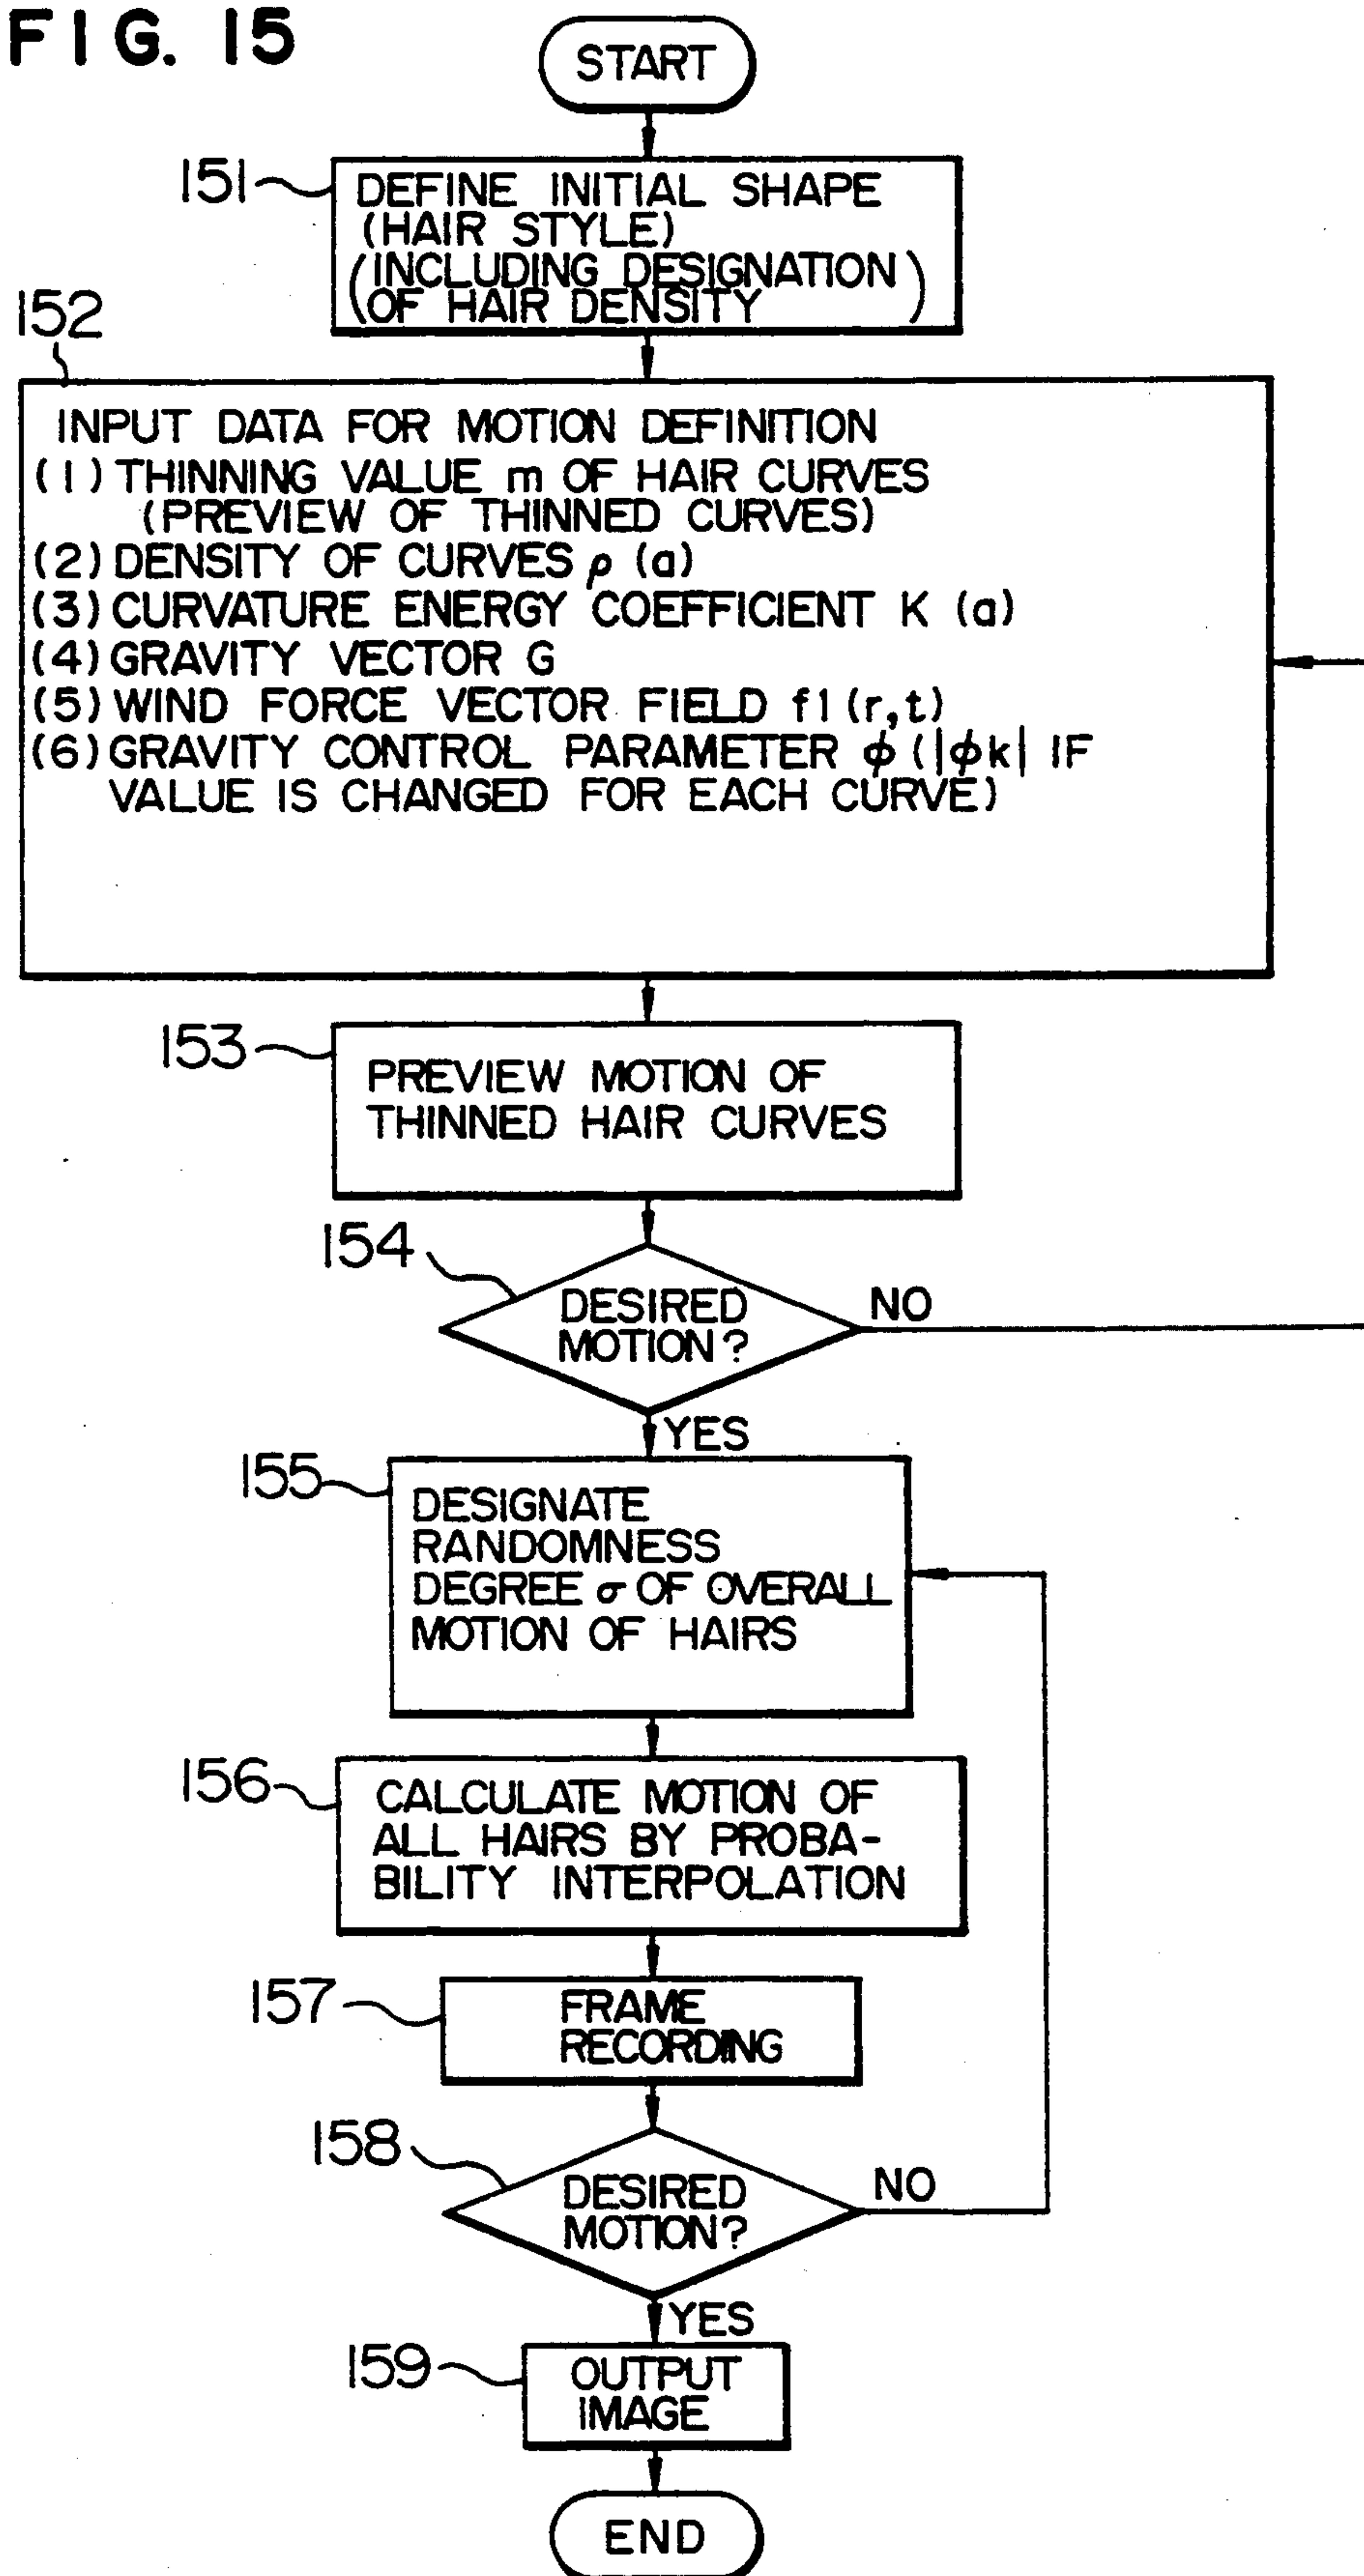 FIG. 15
START
151
DEFINE INITIAL SHAPE
(HAIR STYLE)
(INCLUDING DESIGNATION
OF HAIR DENSITY)
152
INPUT DATA FOR MOTION DEFINITION
(1) THINNING VALUE m OF HAIR CURVES
(PREVIEW OF THINNED CURVES)
(2) DENSITY OF CURVES ρ (a)
(3) CURVATURE ENERGY COEFFICIENT K (a)
(4) GRAVITY VECTOR G
(5) WIND FORCE VECTOR FIELD f1 (r,t)
(6) GRAVITY CONTROL PARAMETER ϕ (|ϕk| IF
VALUE IS CHANGED FOR EACH CURVE)
153
PREVIEW MOTION OF
THINNED HAIR CURVES
154
DESIRED
MOTION?
NO
YES
155
DESIGNATE
RANDOMNESS
DEGREE σ OF OVERALL
MOTION OF HAIRS
156
CALCULATE MOTION OF
ALL HAIRS BY PROBA-
BILITY INTERPOLATION
157
FRAME
RECORDING
158
DESIRED
MOTION?
NO
YES
159
OUTPUT
IMAGE
END